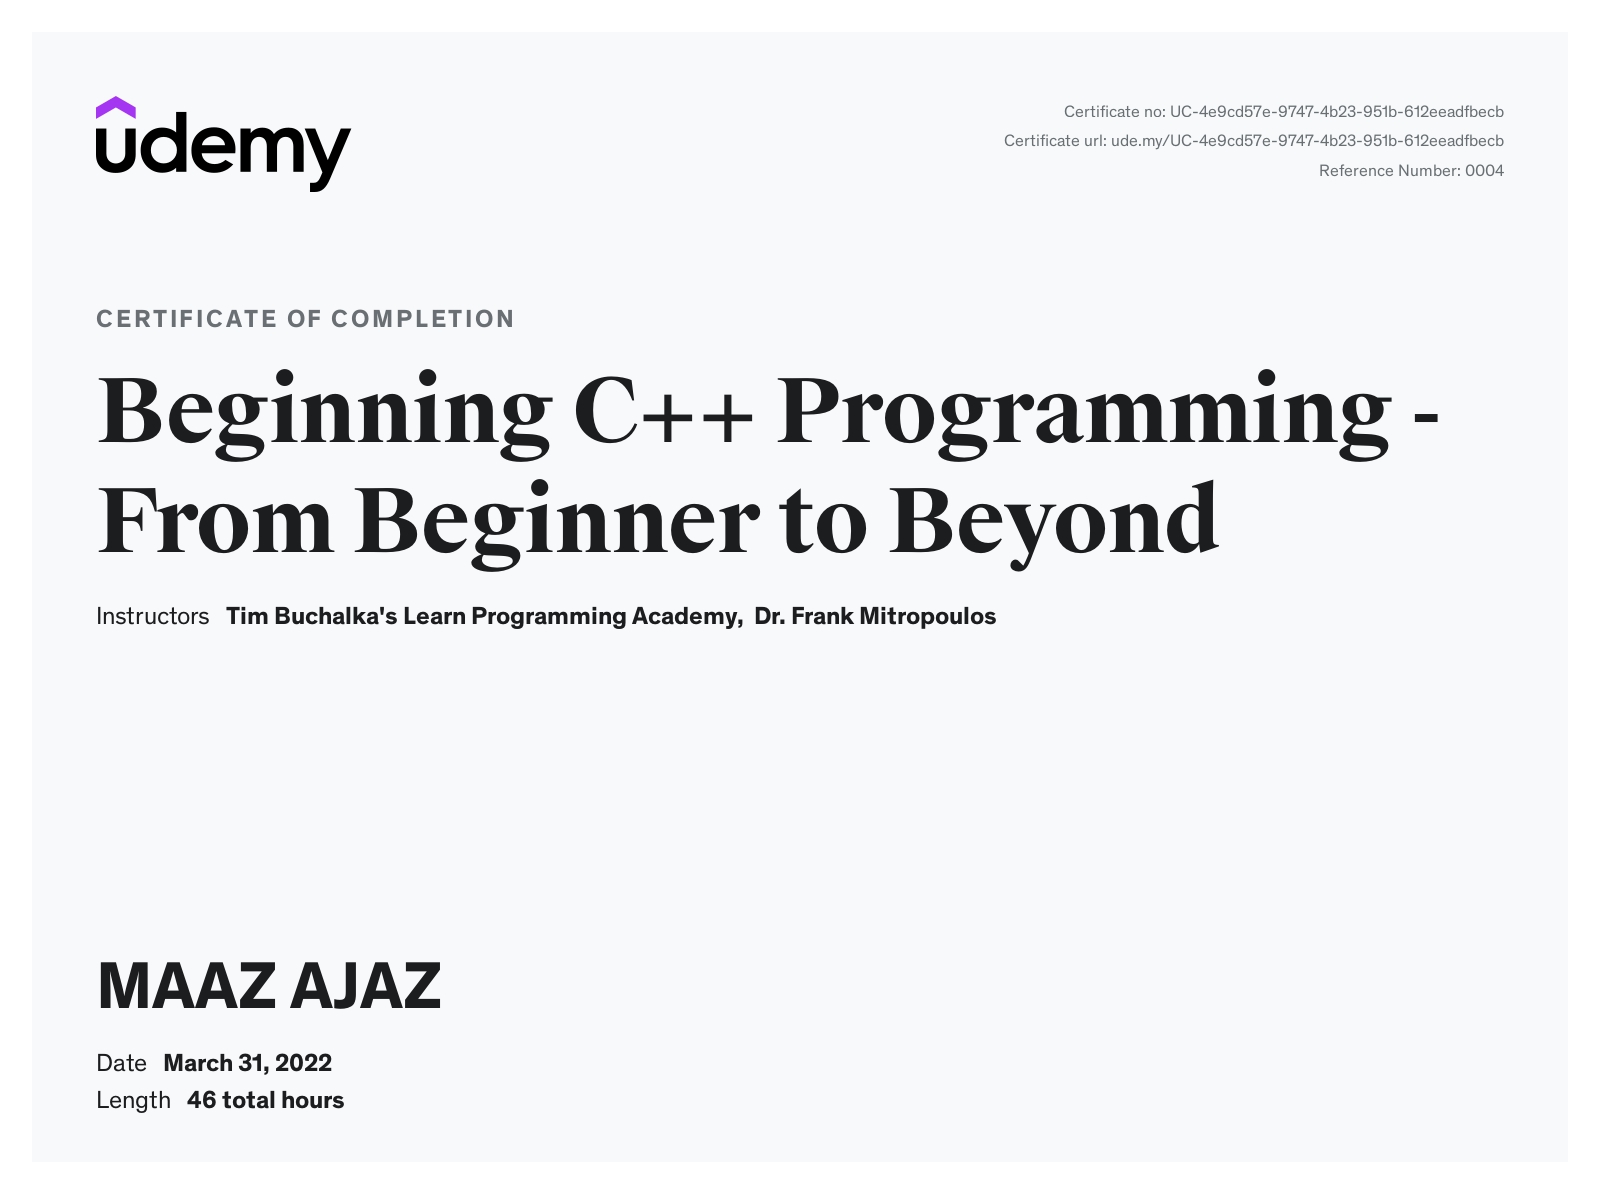 udemy
Certificate no: UC-4e9cd57e-9747-4b23-951b-612eeadfbecb
Certificate url: ude.my/UC-4e9cd57e-9747-4b23-951b-612eeadfbecb
Reference Number: 0004
CERTIFICATE OF COMPLETION
Beginning C++ Programming -
From Beginner to Beyond
Instructors Tim Buchalka's Learn Programming Academy, Dr. Frank Mitropoulos
MAAZ AJAZ
Date March 31, 2022
Length 46 total hours